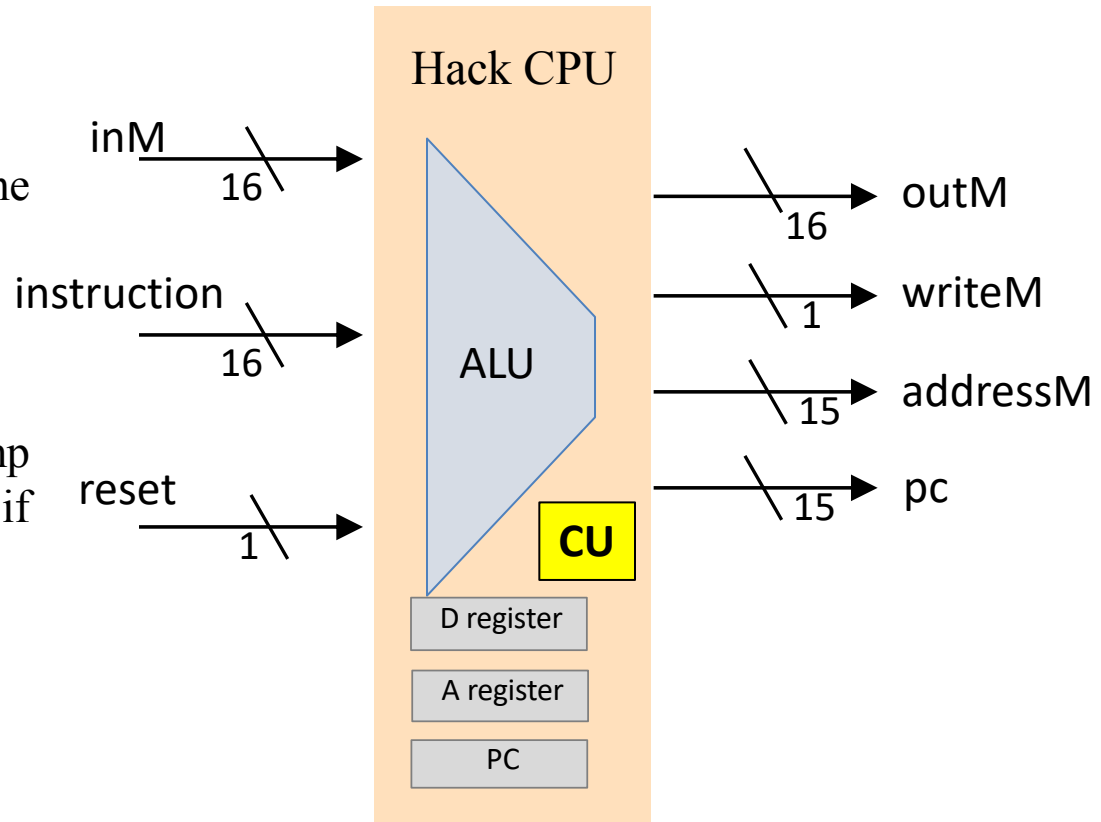 Hack CPU
inM
16
instruction
16
if
reset
1
ALU
CU
D register
A register
PC
16
outM
1
writeM
15
addressM
15
pc